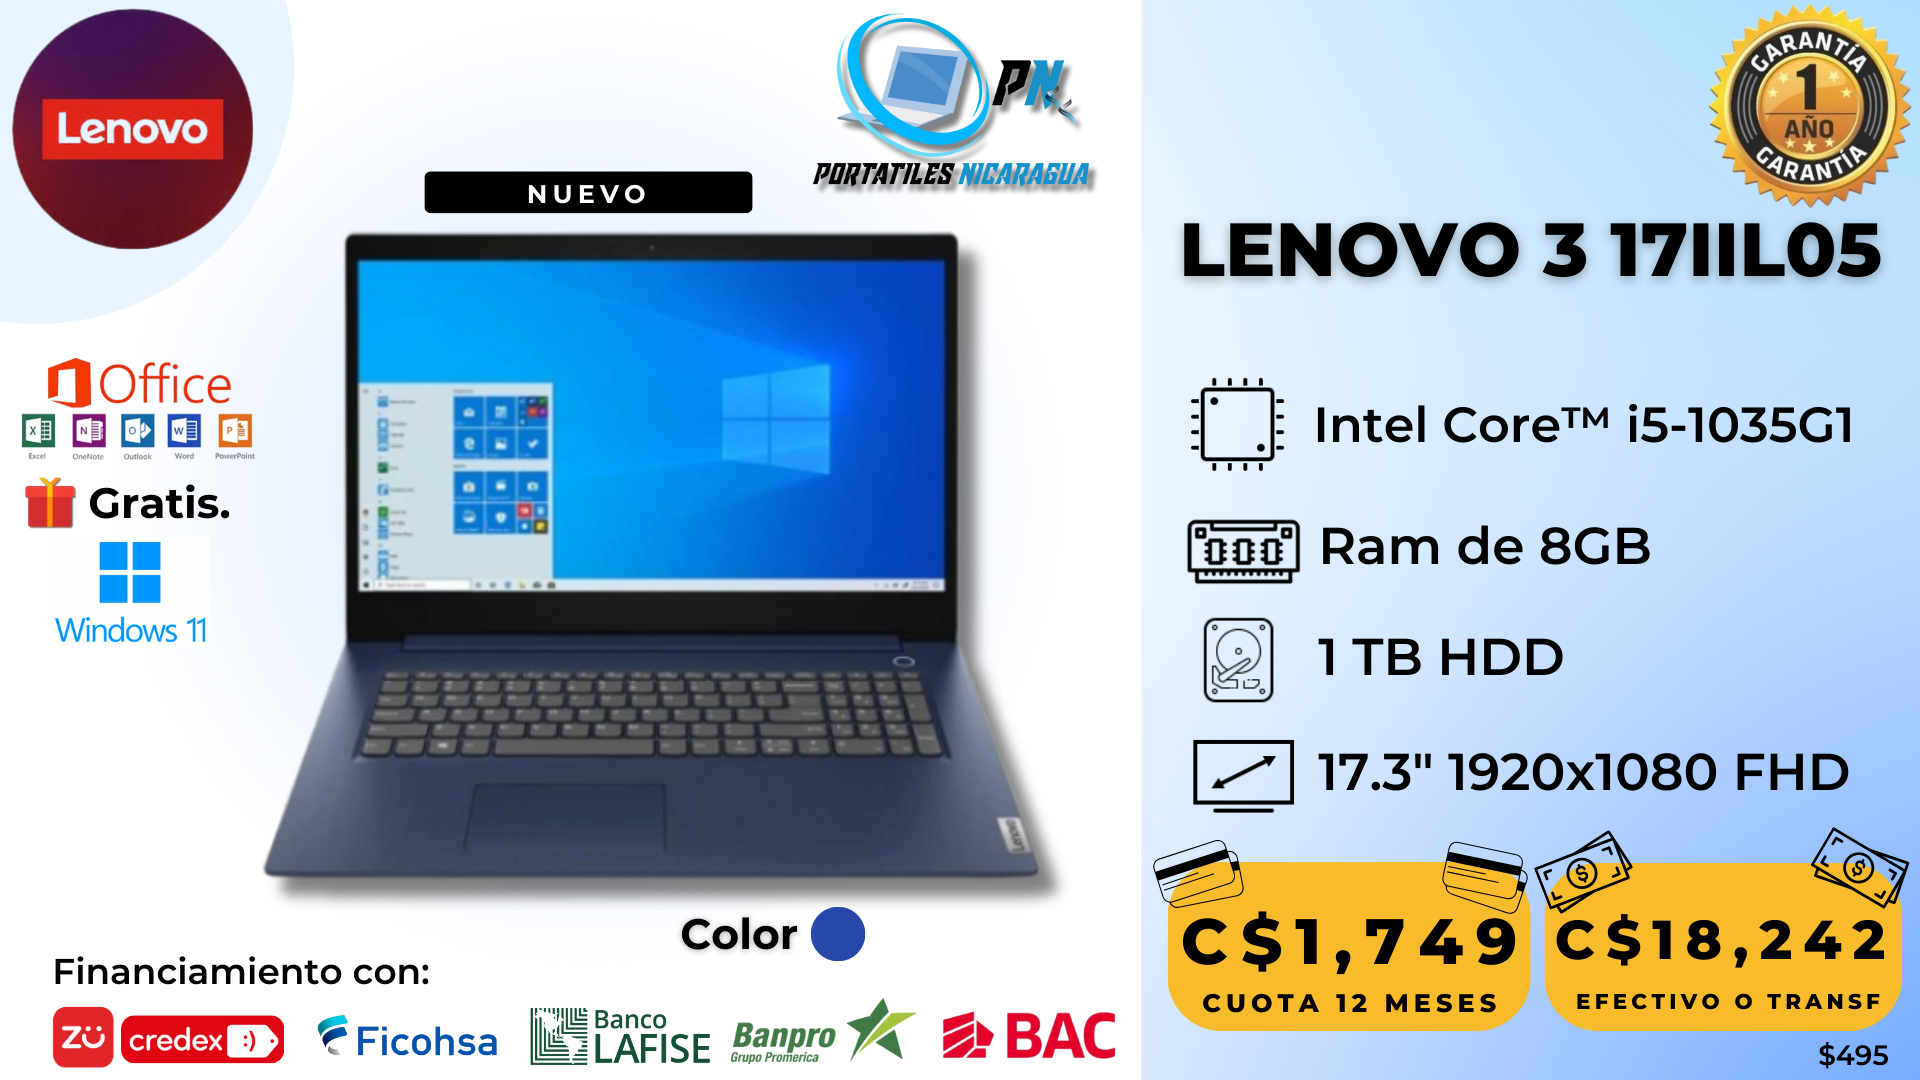 Lenovo
PN
PORTATILES NICARAGUA
NUEVO
Office
Excel
OneNote
Outlook
Word
PowerPoint
Gratis.
Windows 11
Lenovo
Color
Financiamiento con:
zū
credex :)
Ficohsa
Banco
LAFISE
Banpro
Grupo Promerica
BAC
GARANTÍA
1
AÑO
GARANTÍA
LENOVO 3 17IIL05
Intel Core™ i5-1035G1
Ram de 8GB
1 TB HDD
17.3" 1920x1080 FHD
C$1,749
CUOTA 12 MESES
C$18,242
EFECTIVO O TRANSF
$495